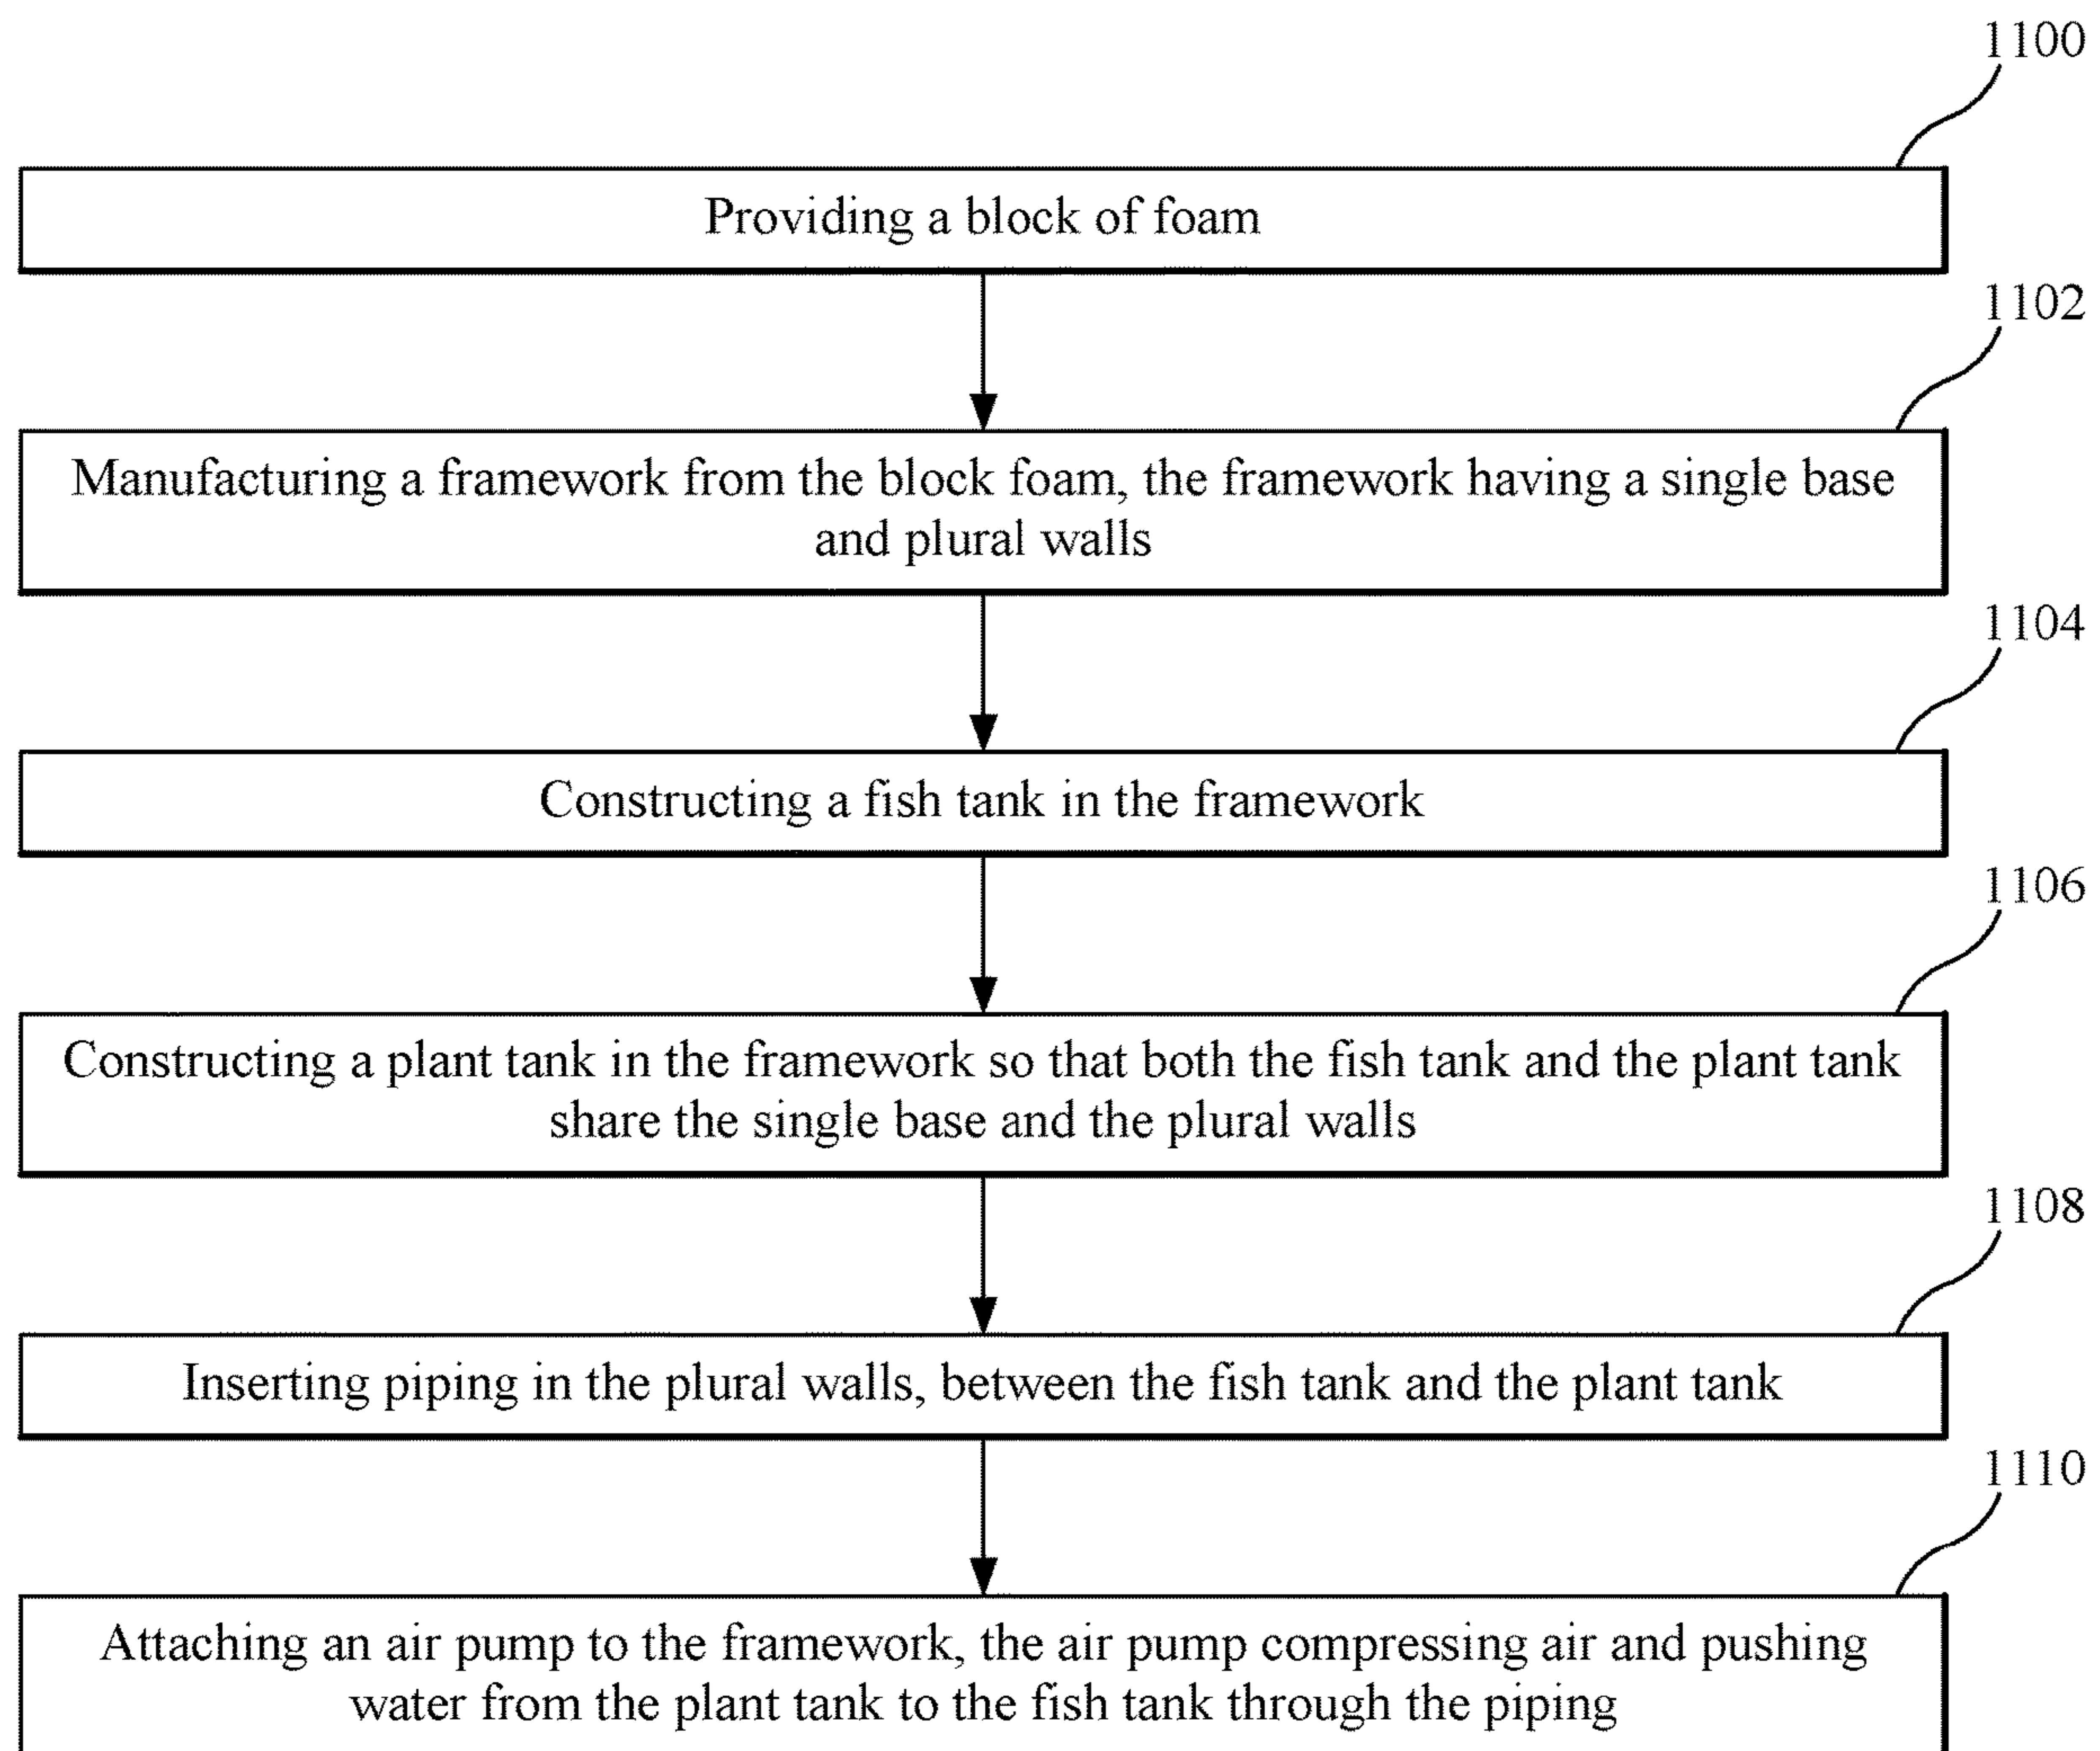 1100
Providing a block of foam
1102
Manufacturing a framework from the block foam, the framework having a single base
and plural walls
1104
Constructing a fish tank in the framework
1106
Constructing a plant tank in the framework so that both the fish tank and the plant tank
share the single base and the plural walls
1108
Inserting piping in the plural walls, between the fish tank and the plant tank
1110
Attaching an air pump to the framework, the air pump compressing air and pushing
water from the plant tank to the fish tank through the piping